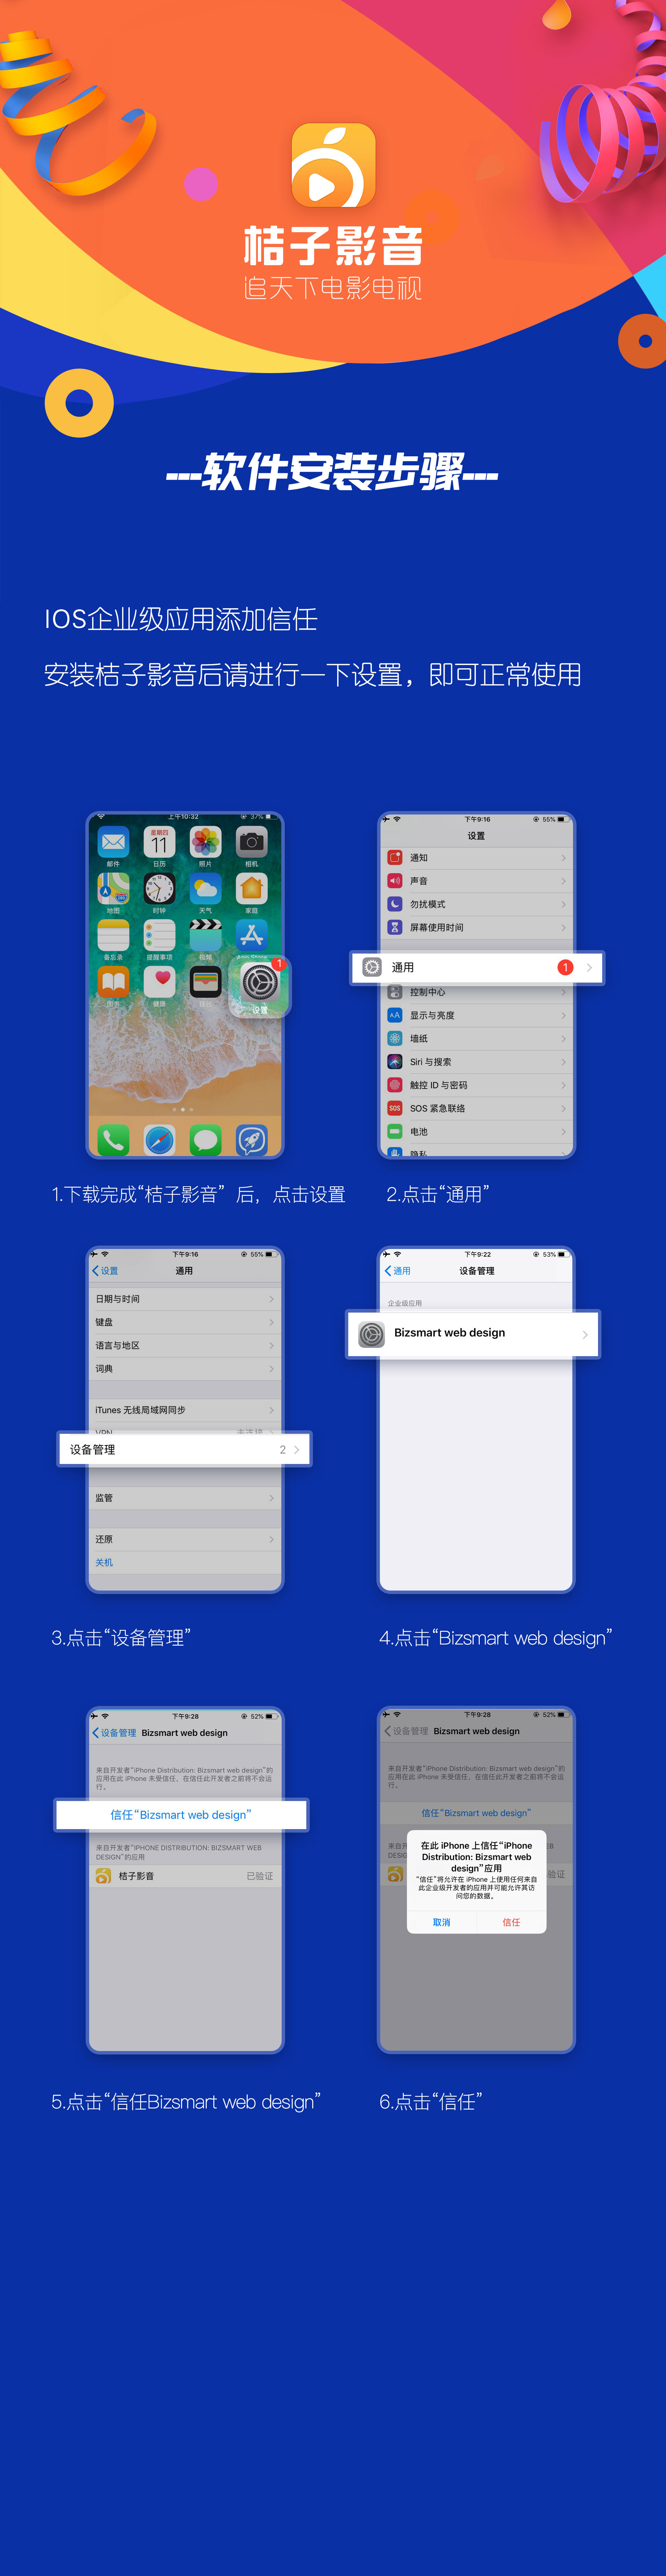 桔子影音
追天下电影电视
---软件安装步骤---
IOS企业级应用添加信任
安装桔子影音后请进行一下设置，即可正常使用
上午10:32
37%
星期四
11
邮件
日历
照片
相机
地图
时钟
天气
家庭
备忘录
提醒事项
视频
App Store
图书
健康
1
设置
1.下载完成“桔子影音”后，点击设置
下午9:16
55%
设置
通知
声音
勿扰模式
屏幕使用时间
通用
1
控制中心
AA
显示与亮度
墙纸
Siri 与搜索
触控 ID 与密码
SOS
SOS 紧急联络
电池
隐私
2.点击“通用”
下午9:16
55%
设置
通用
日期与时间
键盘
语言与地区
词典
iTunes 无线局域网同步
VPN
未连接
设备管理
2
监管
还原
关机
3.点击“设备管理”
下午9:22
53%
通用
设备管理
企业级应用
Bizsmart web design
4.点击“Bizsmart web design”
下午9:28
52%
设备管理 Bizsmart web design
来自开发者“iPhone Distribution: Bizsmart web design”的
应用在此 iPhone 未受信任，在信任此开发者之前将不会运
行。
信任“Bizsmart web design”
来自开发者“IPHONE DISTRIBUTION: BIZSMART WEB
DESIGN”的应用
桔子影音
已验证
5.点击“信任Bizsmart web design”
下午9:28
52%
设备管理 Bizsmart web design
来自开发者“iPhone Distribution: Bizsmart web design”的
应用在此 iPhone 未受信任，在信任此开发者之前将不会运
行。
信任“Bizsmart web design”
在此 iPhone 上信任“iPhone
Distribution: Bizsmart web
design”应用
“信任”将允许在 iPhone 上使用任何来自
此企业级开发者的应用并可能允许其访
问您的数据。
取消
信任
6.点击“信任”